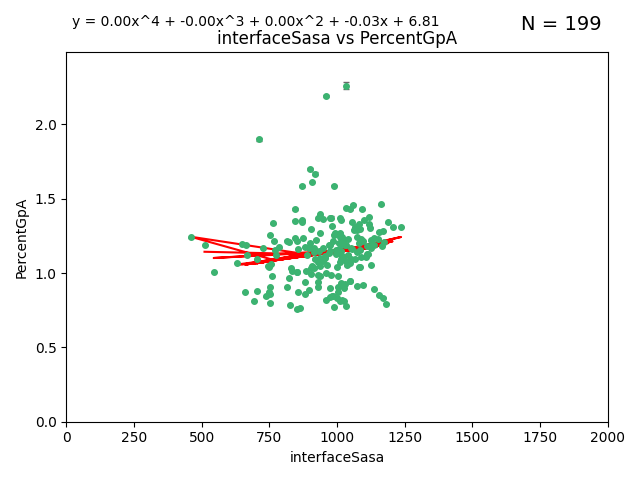 y = 0.00x^4 + -0.00x^3 + 0.00x^2 + -0.03x + 6.81
N = 199
interfaceSasa vs PercentGpA
PercentGpA
2.0
1.5
1.0
0.5
0.0
0 250 500 750 1000 1250 1500 1750 2000
interfaceSasa